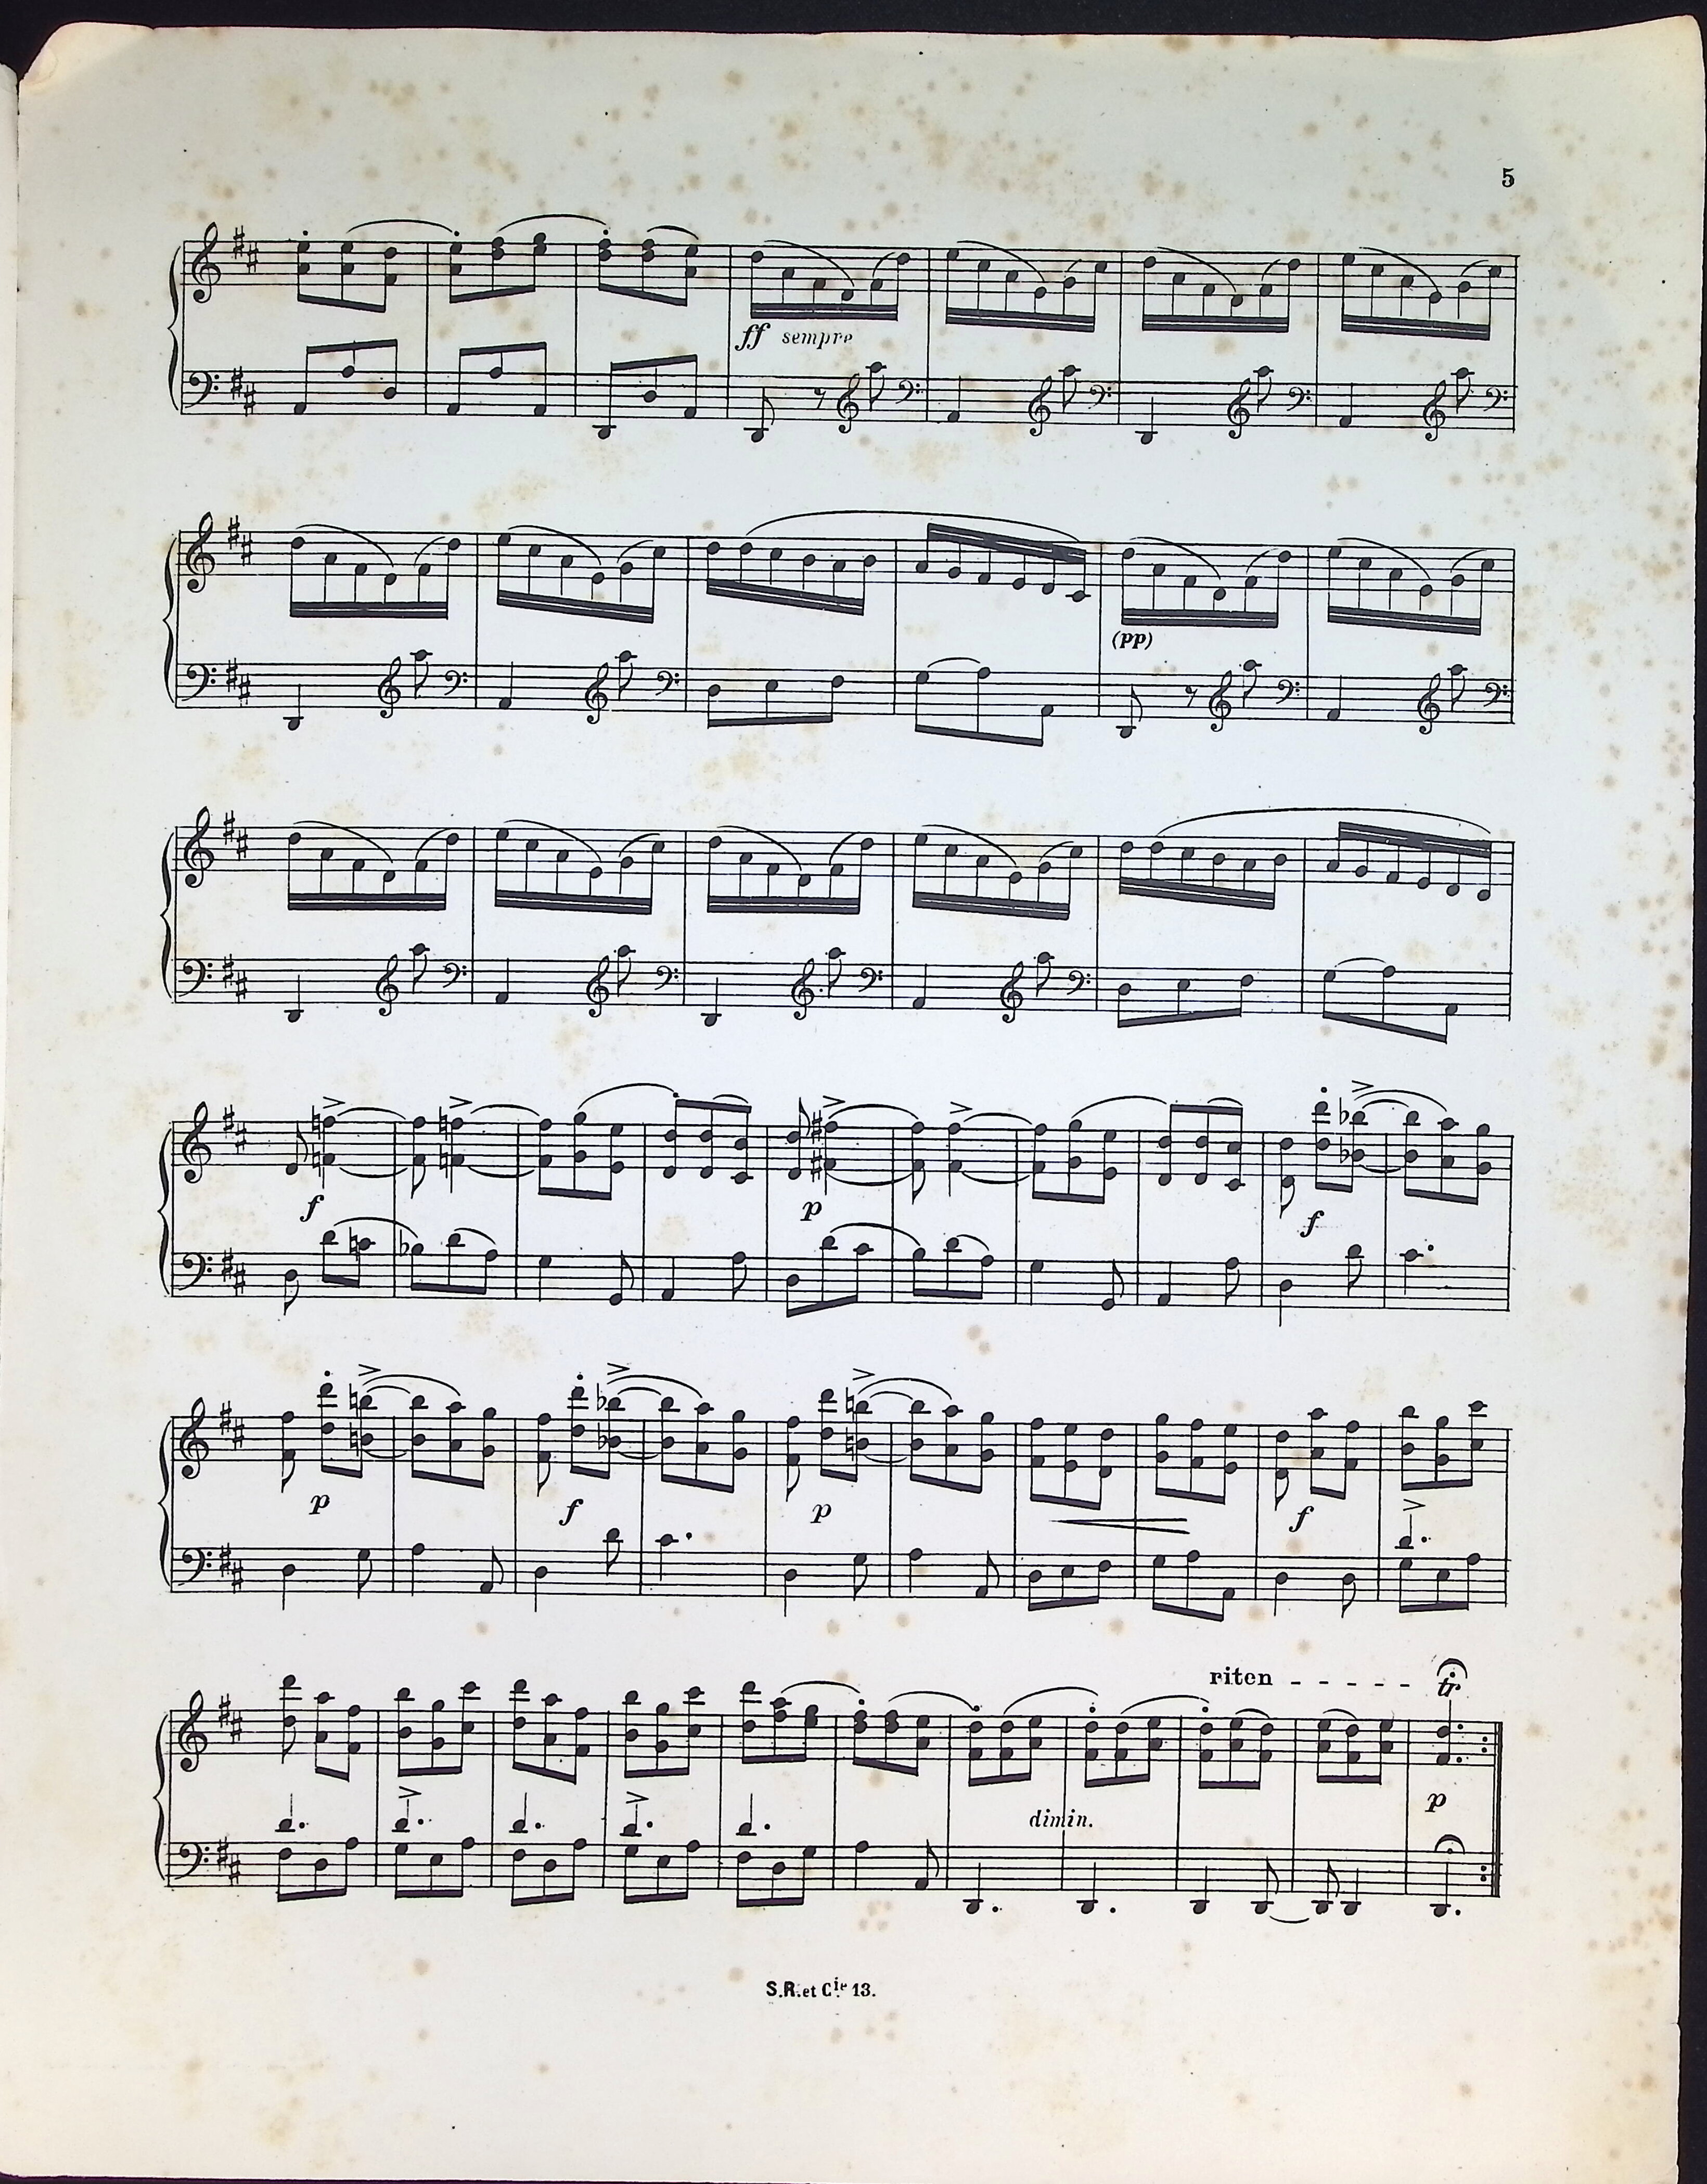 5
ff sempre
(pp)
f p f
p f p f
riten - - - - - - tr
dimin. p
S.R. et Cie 13.